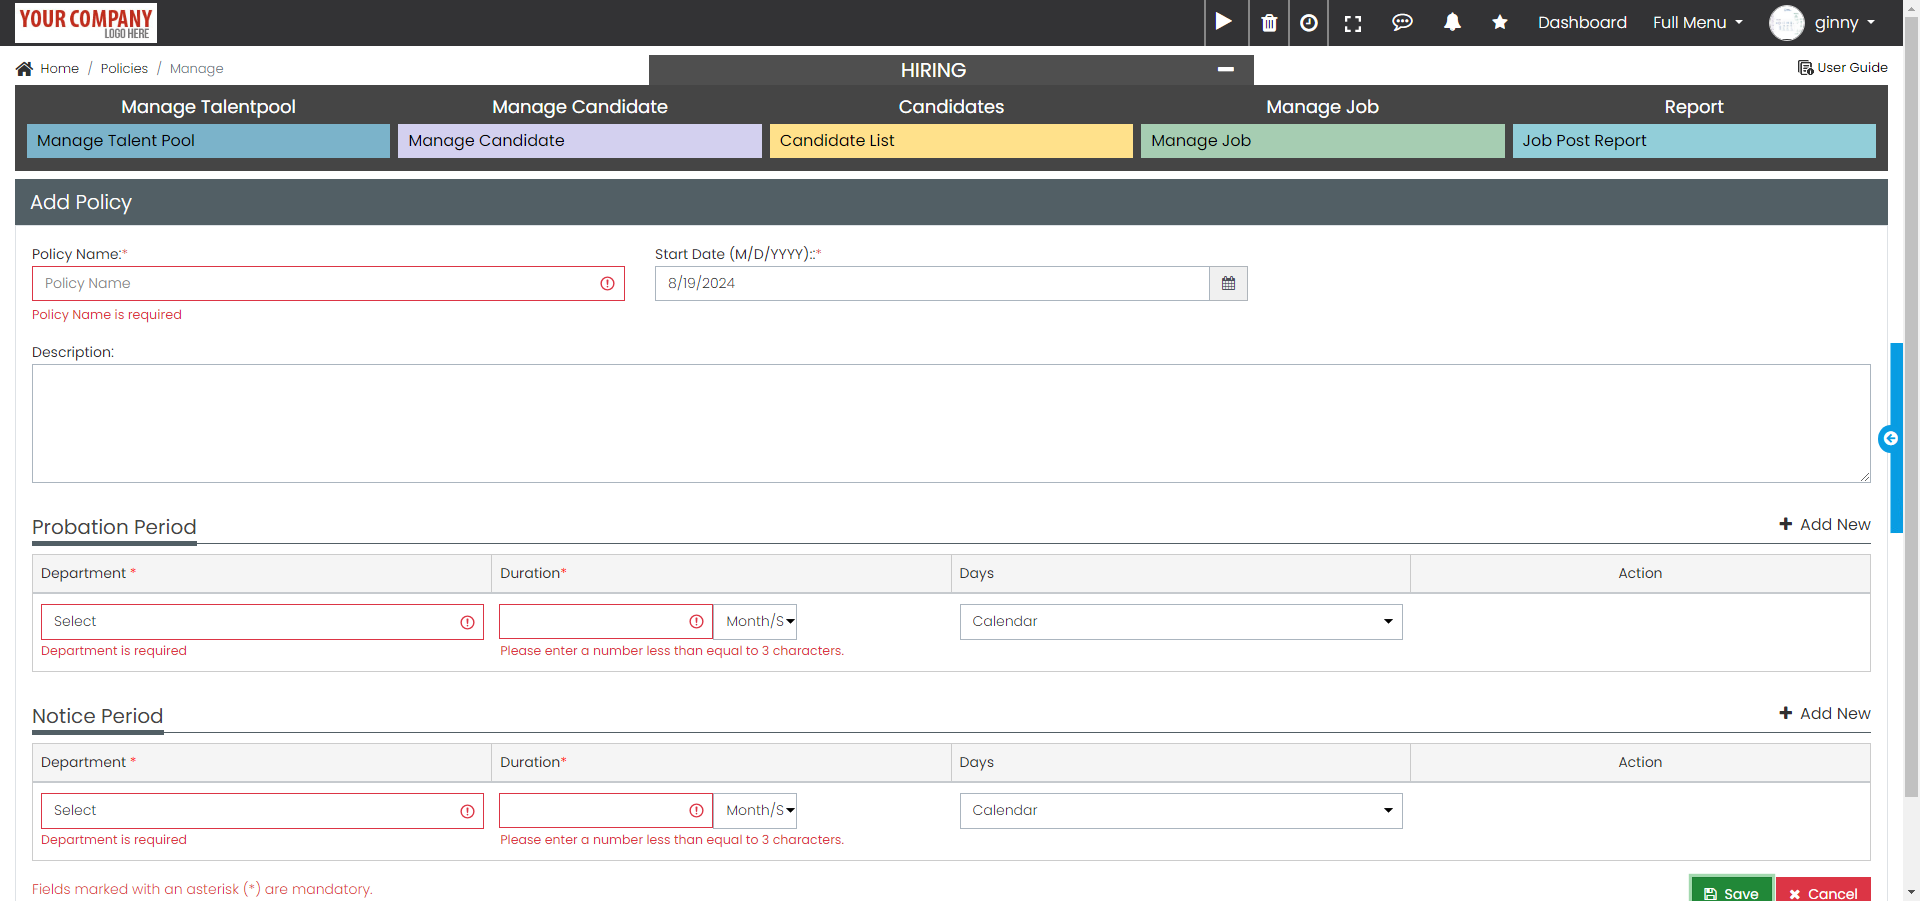 YOUR COMPANY
LOGO HERE
Dashboard
Full Menu
ginny
Home / Policies / Manage
HIRING
User Guide
Manage Talentpool
Manage Candidate
Candidates
Manage Job
Report
Manage Talent Pool
Manage Candidate
Candidate List
Manage Job
Job Post Report
Add Policy
Policy Name:*
Start Date (M/D/YYYY)::*
Policy Name
8/19/2024
Policy Name is required
Description:
Probation Period
Add New
Department *
Duration*
Days
Action
Select
Month/S
Calendar
Department is required
Please enter a number less than equal to 3 characters.
Notice Period
Add New
Department *
Duration*
Days
Action
Select
Month/S
Calendar
Department is required
Please enter a number less than equal to 3 characters.
Fields marked with an asterisk (*) are mandatory.
Save
Cancel